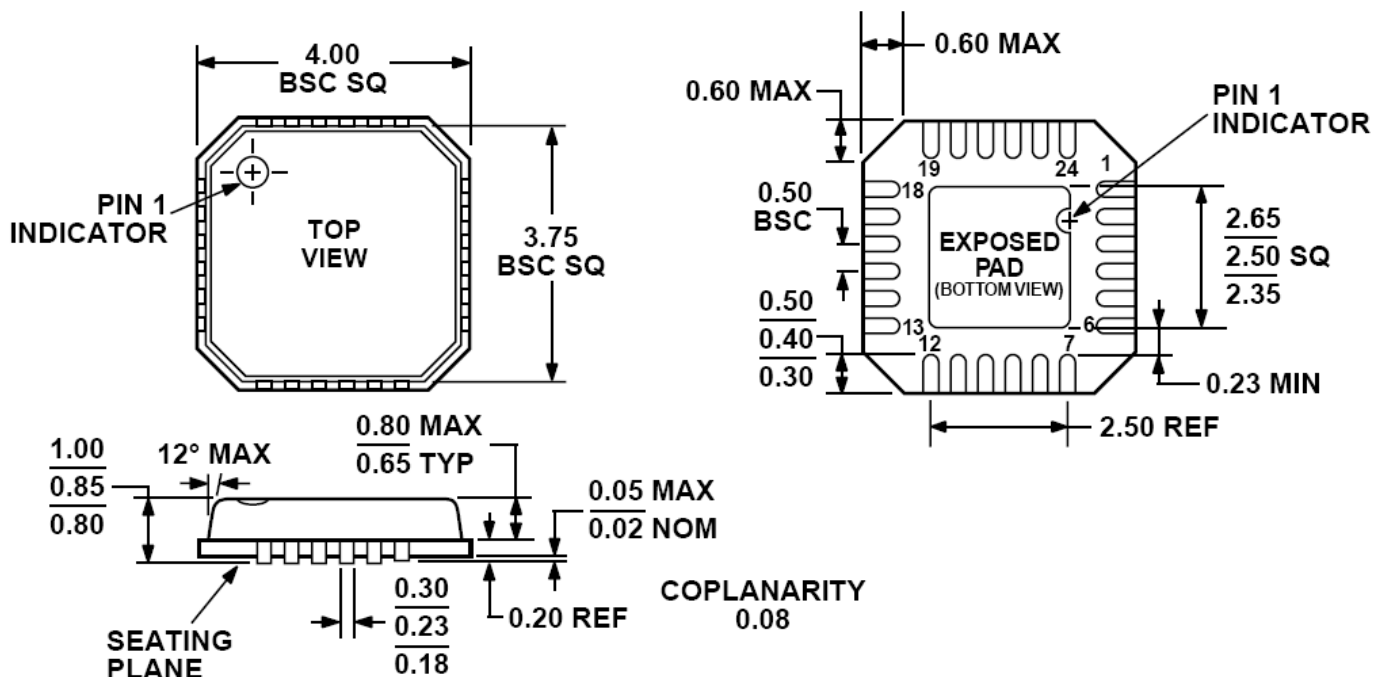 4.00
BSC SQ
PIN 1
INDICATOR
TOP
VIEW
3.75
BSC SQ
0.60 MAX
0.60 MAX
PIN 1
INDICATOR
19
24
1
18
0.50
BSC
EXPOSED
PAD
(BOTTOM VIEW)
2.65
2.50 SQ
2.35
0.50
0.40
0.30
13
12
7
6
0.23 MIN
2.50 REF
1.00
0.85
0.80
12° MAX
0.80 MAX
0.65 TYP
0.05 MAX
0.02 NOM
0.30
0.23
0.18
0.20 REF
COPLANARITY
0.08
SEATING
PLANE